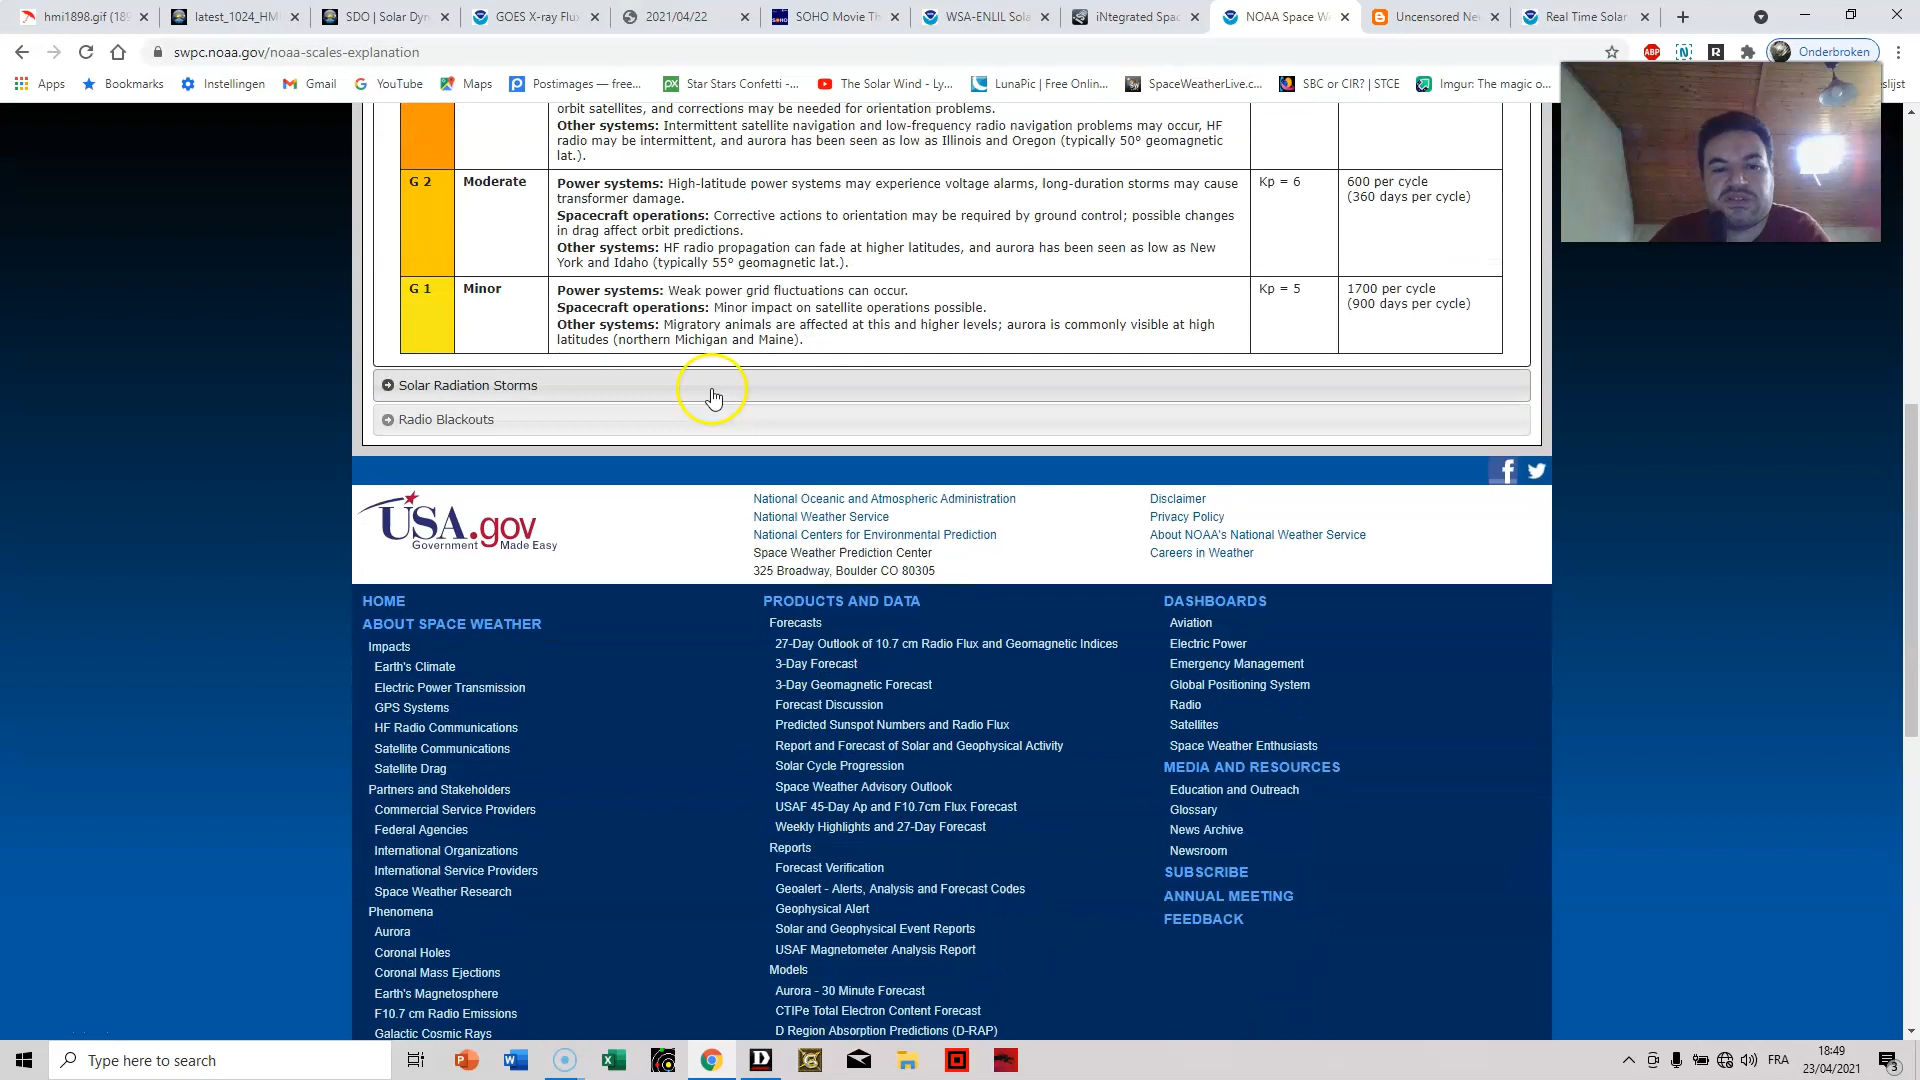 hmi1898.gif (189
latest_1024_HMI
SDO | Solar Dyn
GOES X-ray Flux
2021/04/22
SOHO Movie Th
WSA-ENLIL Sola
iNtegrated Spac
NOAA Space W
Uncensored Ne
Real Time Solar
swpc.noaa.gov/noaa-scales-explanation
ABP
N
R
Onderbroken
Apps
Bookmarks
Instellingen
Gmail
YouTube
Maps
Postimages — free...
Star Stars Confetti -...
The Solar Wind - Ly...
LunaPic | Free Onlin...
SpaceWeatherLive.c...
SBC or CIR? | STCE
Imgur: The magic o...
eslijst
orbit satellites, and corrections may be needed for orientation problems.
Other systems: Intermittent satellite navigation and low-frequency radio navigation problems may occur, HF
radio may be intermittent, and aurora has been seen as low as Illinois and Oregon (typically 50° geomagnetic
lat.).
G 2
Moderate
Power systems: High-latitude power systems may experience voltage alarms, long-duration storms may cause
transformer damage.
Spacecraft operations: Corrective actions to orientation may be required by ground control; possible changes
in drag affect orbit predictions.
Other systems: HF radio propagation can fade at higher latitudes, and aurora has been seen as low as New
York and Idaho (typically 55° geomagnetic lat.).
Kp = 6
600 per cycle
(360 days per cycle)
G 1
Minor
Power systems: Weak power grid fluctuations can occur.
Spacecraft operations: Minor impact on satellite operations possible.
Other systems: Migratory animals are affected at this and higher levels; aurora is commonly visible at high
latitudes (northern Michigan and Maine).
Kp = 5
1700 per cycle
(900 days per cycle)
Solar Radiation Storms
Radio Blackouts
USA.gov
Government Made Easy
National Oceanic and Atmospheric Administration
National Weather Service
National Centers for Environmental Prediction
Space Weather Prediction Center
325 Broadway, Boulder CO 80305
Disclaimer
Privacy Policy
About NOAA's National Weather Service
Careers in Weather
HOME
ABOUT SPACE WEATHER
Impacts
Earth's Climate
Electric Power Transmission
GPS Systems
HF Radio Communications
Satellite Communications
Satellite Drag
Partners and Stakeholders
Commercial Service Providers
Federal Agencies
International Organizations
International Service Providers
Space Weather Research
Phenomena
Aurora
Coronal Holes
Coronal Mass Ejections
Earth's Magnetosphere
F10.7 cm Radio Emissions
Galactic Cosmic Rays
PRODUCTS AND DATA
Forecasts
27-Day Outlook of 10.7 cm Radio Flux and Geomagnetic Indices
3-Day Forecast
3-Day Geomagnetic Forecast
Forecast Discussion
Predicted Sunspot Numbers and Radio Flux
Report and Forecast of Solar and Geophysical Activity
Solar Cycle Progression
Space Weather Advisory Outlook
USAF 45-Day Ap and F10.7cm Flux Forecast
Weekly Highlights and 27-Day Forecast
Reports
Forecast Verification
Geoalert - Alerts, Analysis and Forecast Codes
Geophysical Alert
Solar and Geophysical Event Reports
USAF Magnetometer Analysis Report
Models
Aurora - 30 Minute Forecast
CTIPe Total Electron Content Forecast
D Region Absorption Predictions (D-RAP)
DASHBOARDS
Aviation
Electric Power
Emergency Management
Global Positioning System
Radio
Satellites
Space Weather Enthusiasts
MEDIA AND RESOURCES
Education and Outreach
Glossary
News Archive
Newsroom
SUBSCRIBE
ANNUAL MEETING
FEEDBACK
Type here to search
FRA
18:49
23/04/2021
3